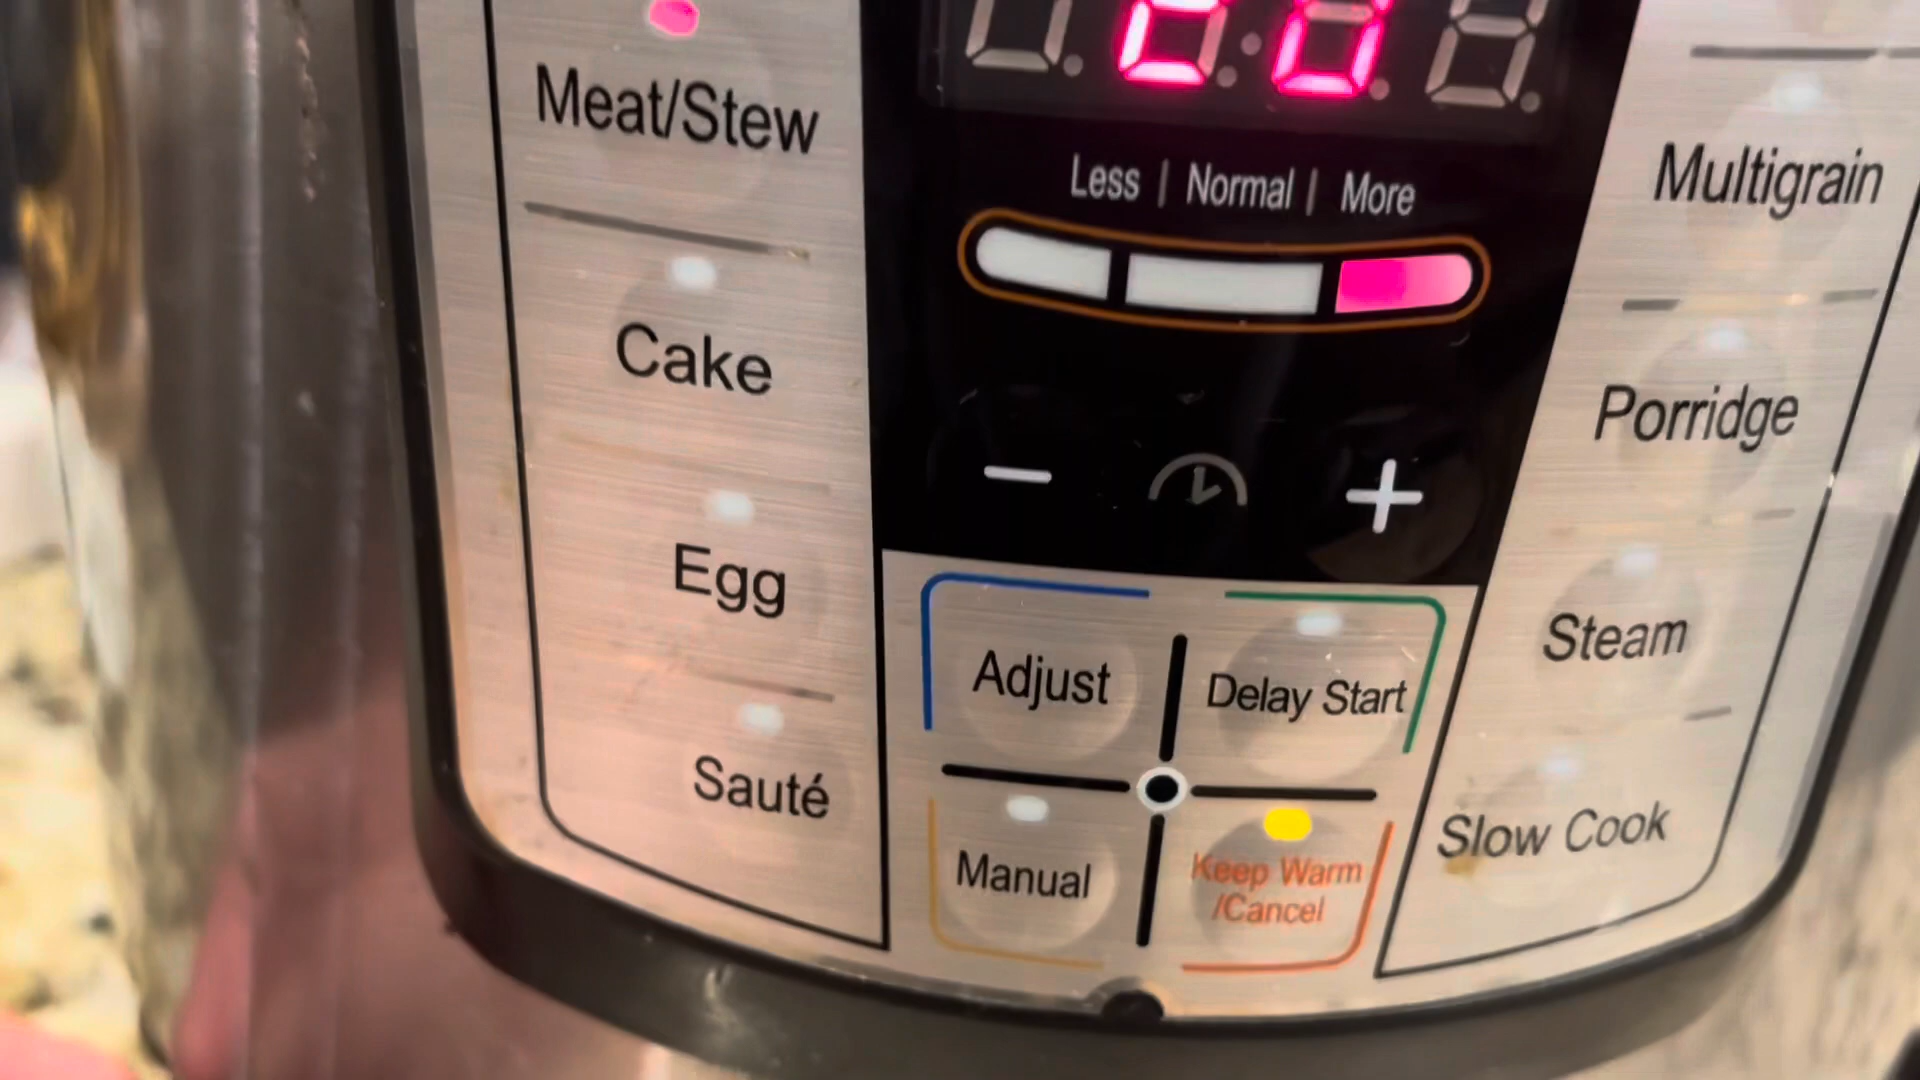 Meat/Stew
Cake
Egg
Sauté
Less | Normal | More
− +
Adjust
Delay Start
Manual
Keep Warm
/Cancel
Multigrain
Porridge
Steam
Slow Cook